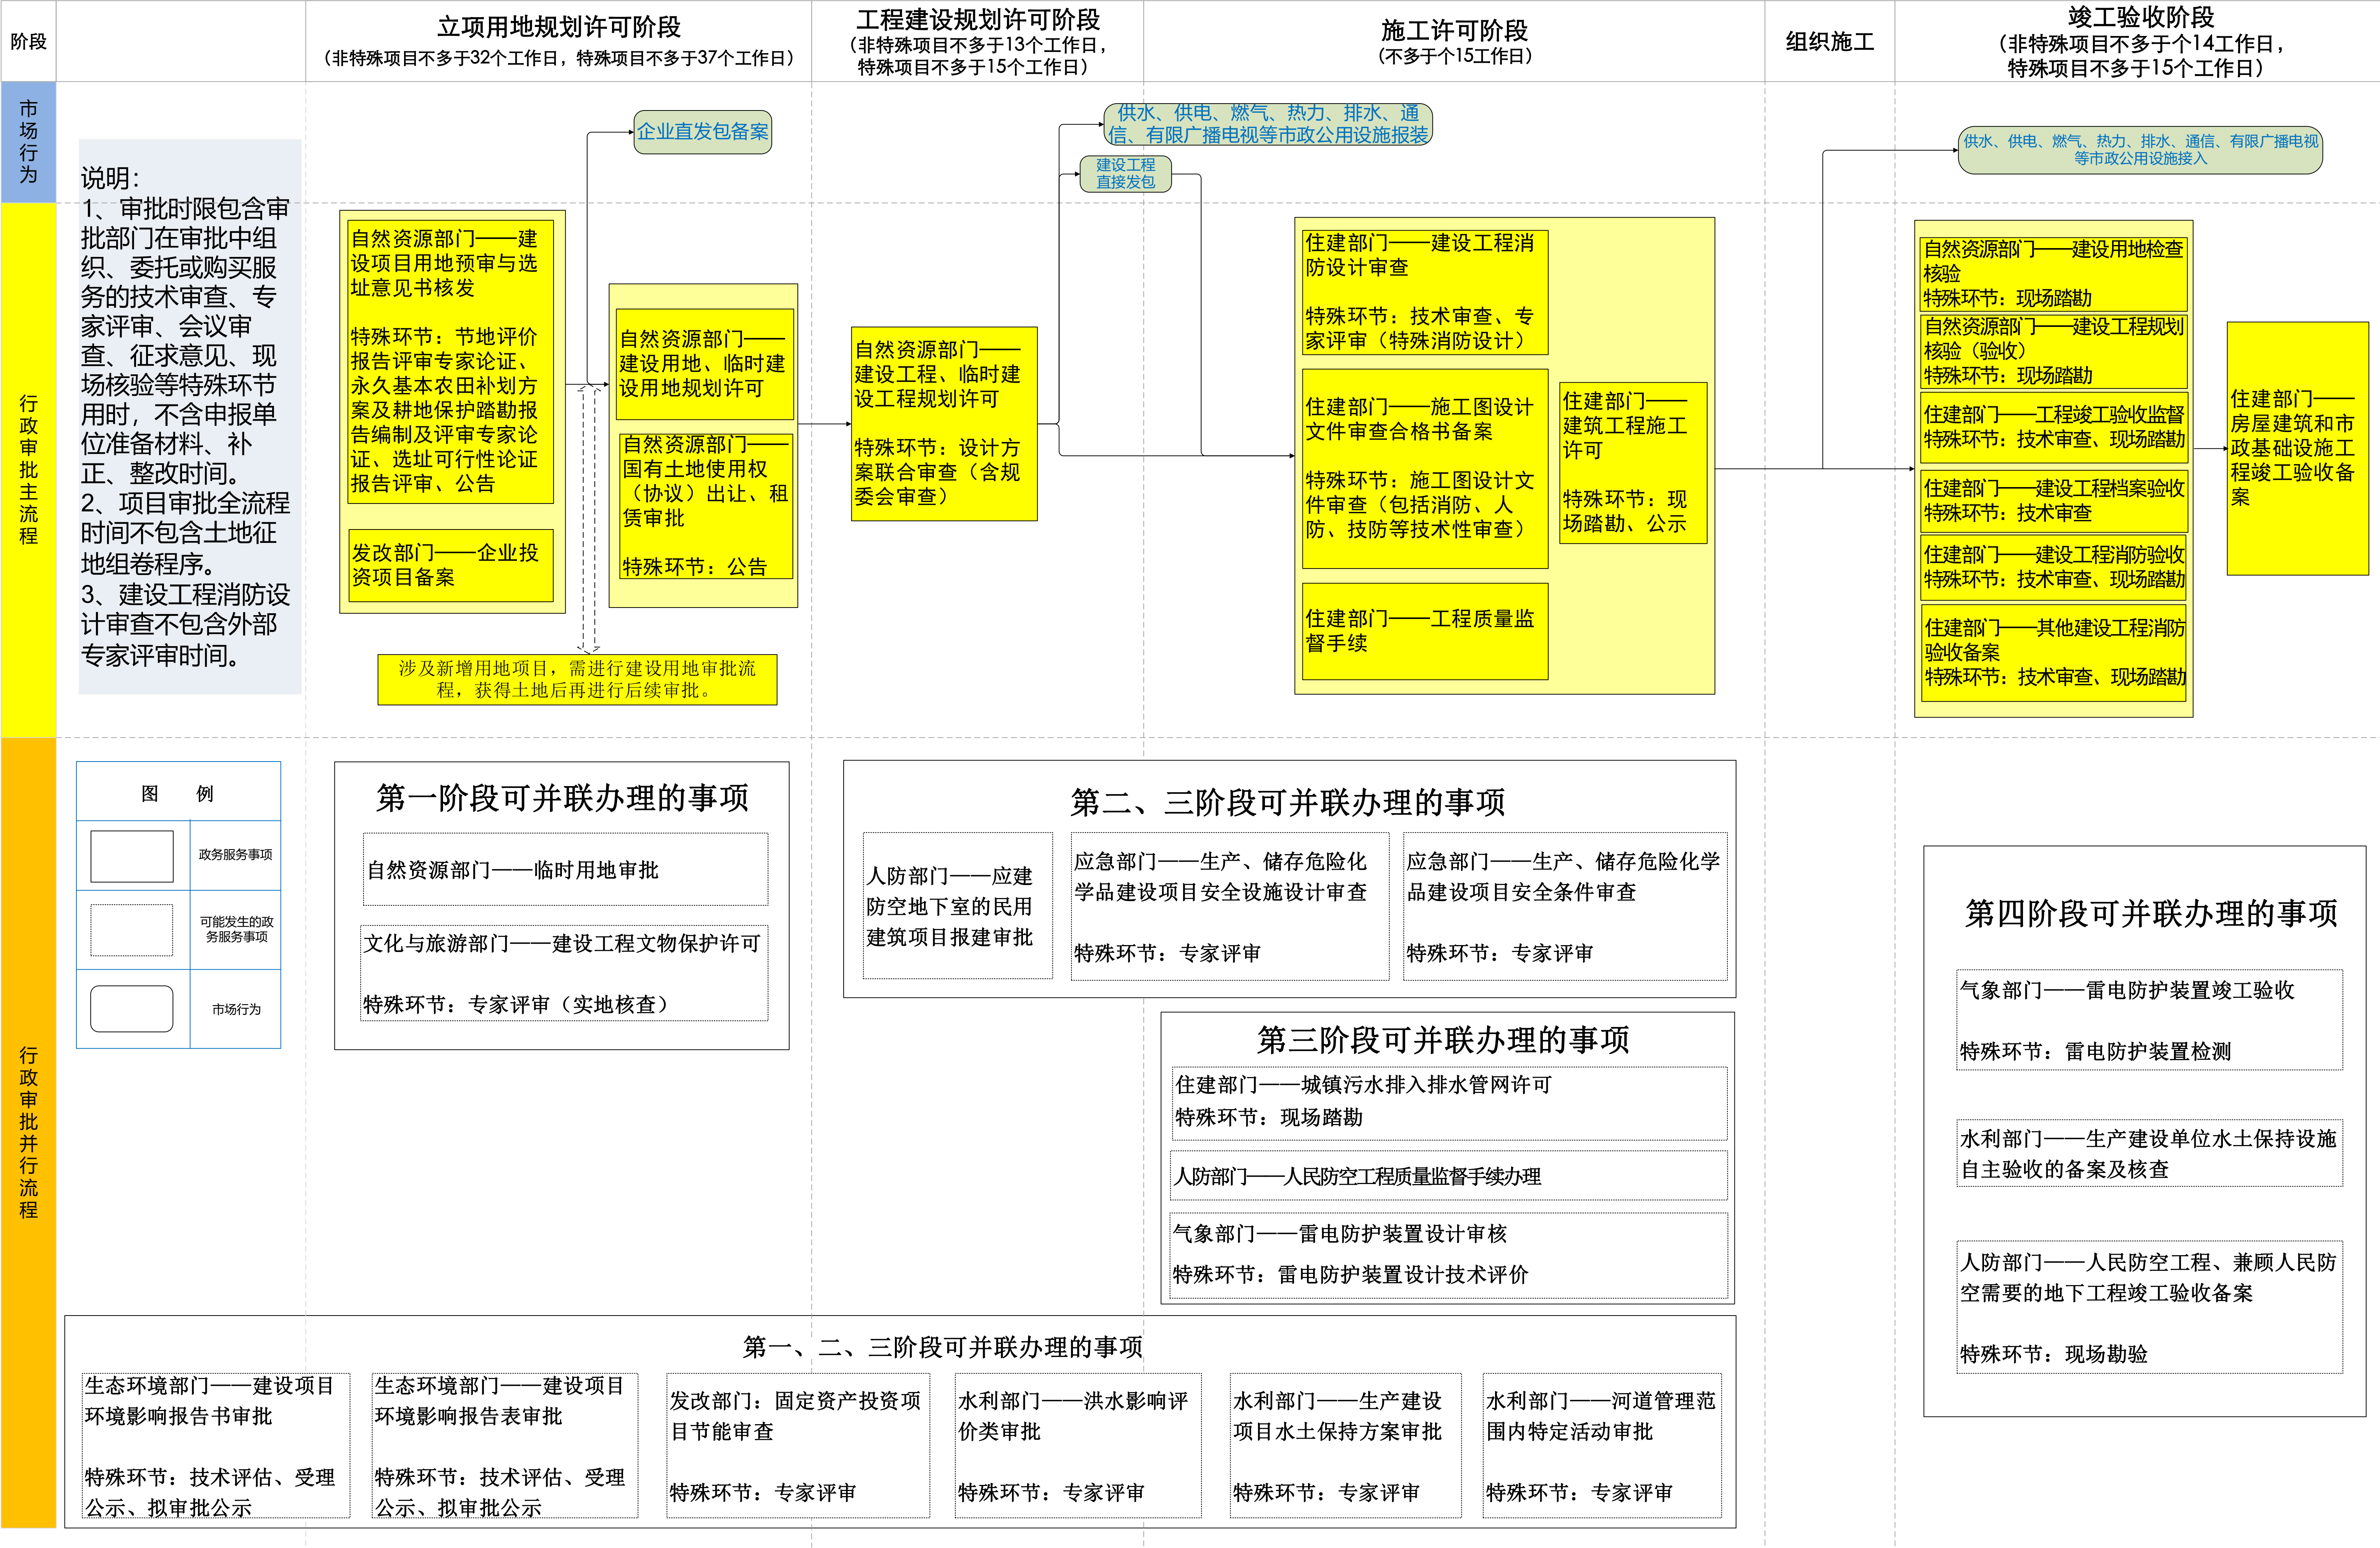 阶段
立项用地规划许可阶段
（非特殊项目不多于32个工作日，特殊项目不多于37个工作日）
工程建设规划许可阶段
（非特殊项目不多于13个工作日，
特殊项目不多于15个工作日）
施工许可阶段
（不多于个15工作日）
组织施工
竣工验收阶段
（非特殊项目不多于个14工作日，
特殊项目不多于15个工作日）
市场行为
企业直发包备案
供水、供电、燃气、热力、排水、通
信、有限广播电视等市政公用设施报装
建设工程
直接发包
供水、供电、燃气、热力、排水、通信、有限广播电视
等市政公用设施接入
说明：
1、审批时限包含审
批部门在审批中组
织、委托或购买服
务的技术审查、专
家评审、会议审
查、征求意见、现
场核验等特殊环节
用时，不含申报单
位准备材料、补
正、整改时间。
2、项目审批全流程
时间不包含土地征
地组卷程序。
3、建设工程消防设
计审查不包含外部
专家评审时间。
行政审批主流程
自然资源部门——建
设项目用地预审与选
址意见书核发
特殊环节：节地评价
报告评审专家论证、
永久基本农田补划方
案及耕地保护踏勘报
告编制及评审专家论
证、选址可行性论证
报告评审、公告
发改部门——企业投
资项目备案
自然资源部门——
建设用地、临时建
设用地规划许可
自然资源部门——
国有土地使用权
（协议）出让、租
赁审批
特殊环节：公告
涉及新增用地项目，需进行建设用地审批流
程，获得土地后再进行后续审批。
自然资源部门——
建设工程、临时建
设工程规划许可
特殊环节：设计方
案联合审查（含规
委会审查）
住建部门——建设工程消
防设计审查
特殊环节：技术审查、专
家评审（特殊消防设计）
住建部门——施工图设计
文件审查合格书备案
特殊环节：施工图设计文
件审查（包括消防、人
防、技防等技术性审查）
住建部门——工程质量监
督手续
住建部门——
建筑工程施工
许可
特殊环节：现
场踏勘、公示
自然资源部门——建设用地检查
核验
特殊环节：现场踏勘
自然资源部门——建设工程规划
核验（验收）
特殊环节：现场踏勘
住建部门——工程竣工验收监督
特殊环节：技术审查、现场踏勘
住建部门——建设工程档案验收
特殊环节：技术审查
住建部门——建设工程消防验收
特殊环节：技术审查、现场踏勘
住建部门——其他建设工程消防
验收备案
特殊环节：技术审查、现场踏勘
住建部门——
房屋建筑和市
政基础设施工
程竣工验收备
案
行政审批并行流程
图 例
政务服务事项
可能发生的政
务服务事项
市场行为
第一阶段可并联办理的事项
自然资源部门——临时用地审批
文化与旅游部门——建设工程文物保护许可
特殊环节：专家评审（实地核查）
第二、三阶段可并联办理的事项
人防部门——应建
防空地下室的民用
建筑项目报建审批
应急部门——生产、储存危险化
学品建设项目安全设施设计审查
特殊环节：专家评审
应急部门——生产、储存危险化学
品建设项目安全条件审查
特殊环节：专家评审
第三阶段可并联办理的事项
住建部门——城镇污水排入排水管网许可
特殊环节：现场踏勘
人防部门——人民防空工程质量监督手续办理
气象部门——雷电防护装置设计审核
特殊环节：雷电防护装置设计技术评价
第四阶段可并联办理的事项
气象部门——雷电防护装置竣工验收
特殊环节：雷电防护装置检测
水利部门——生产建设单位水土保持设施
自主验收的备案及核查
人防部门——人民防空工程、兼顾人民防
空需要的地下工程竣工验收备案
特殊环节：现场勘验
第一、二、三阶段可并联办理的事项
生态环境部门——建设项目
环境影响报告书审批
特殊环节：技术评估、受理
公示、拟审批公示
生态环境部门——建设项目
环境影响报告表审批
特殊环节：技术评估、受理
公示、拟审批公示
发改部门：固定资产投资项
目节能审查
特殊环节：专家评审
水利部门——洪水影响评
价类审批
特殊环节：专家评审
水利部门——生产建设
项目水土保持方案审批
特殊环节：专家评审
水利部门——河道管理范
围内特定活动审批
特殊环节：专家评审